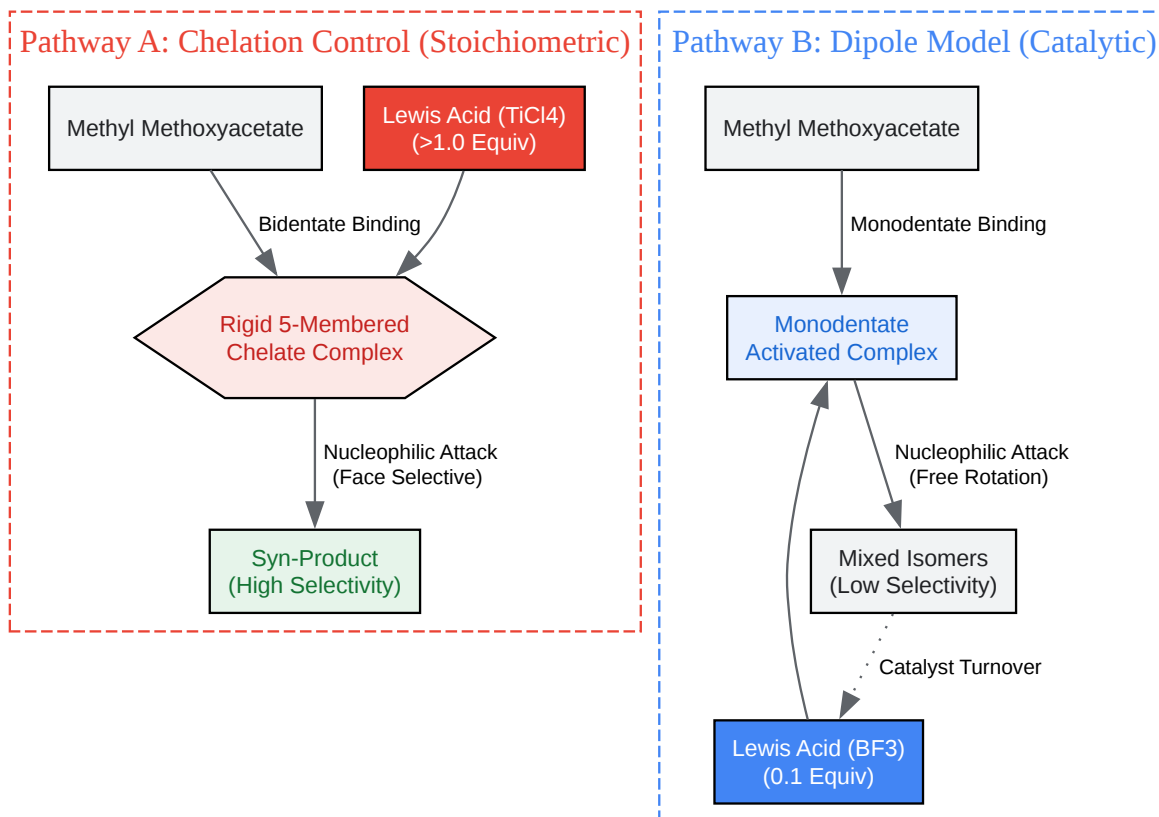 Pathway A: Chelation Control (Stoichiometric)
Methyl Methoxyacetate
Lewis Acid (TiCl4)
(>1.0 Equiv)
Bidentate Binding
Rigid 5-Membered
Chelate Complex
Nucleophilic Attack
(Face Selective)
Syn-Product
(High Selectivity)
Pathway B: Dipole Model (Catalytic)
Methyl Methoxyacetate
Monodentate Binding
Monodentate
Activated Complex
Nucleophilic Attack
(Free Rotation)
Mixed Isomers
(Low Selectivity)
Catalyst Turnover
Lewis Acid (BF3)
(0.1 Equiv)